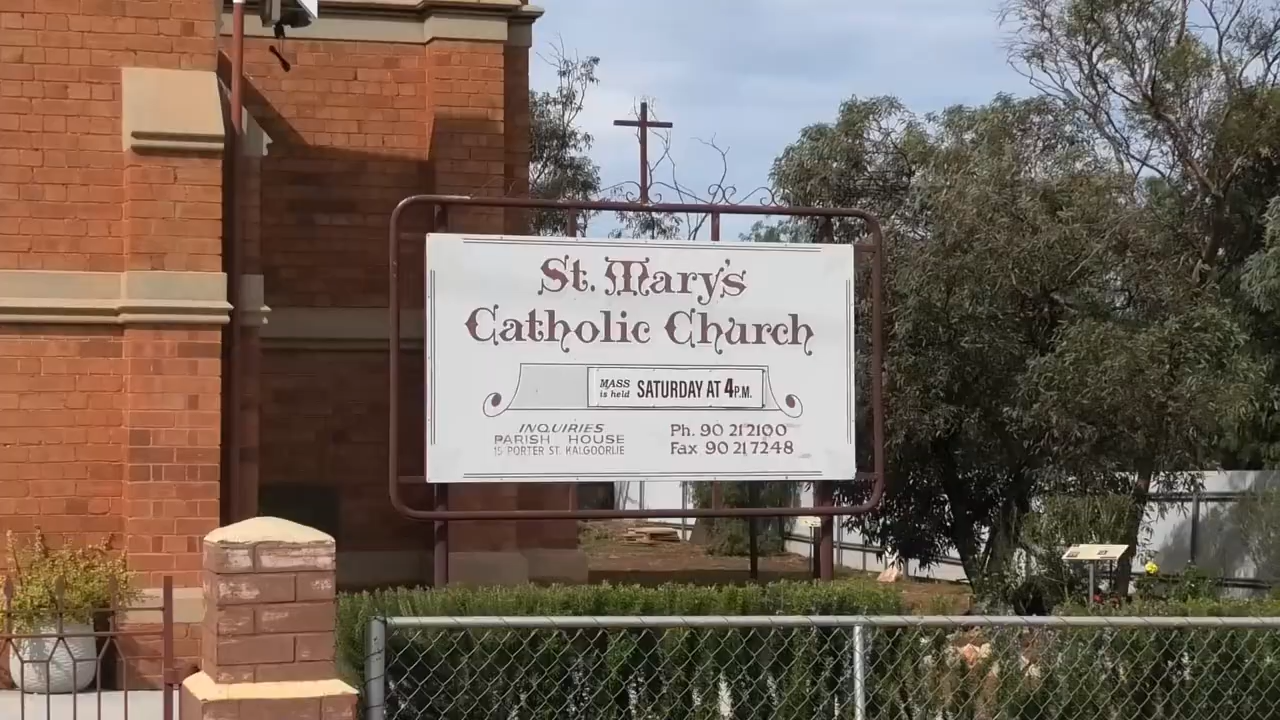 St. Mary's
Catholic Church
MASS is held SATURDAY AT 4P.M.
INQUIRIES
PARISH HOUSE
15 PORTER ST. KALGOORLIE
Ph. 90 212100
Fax 90 217248